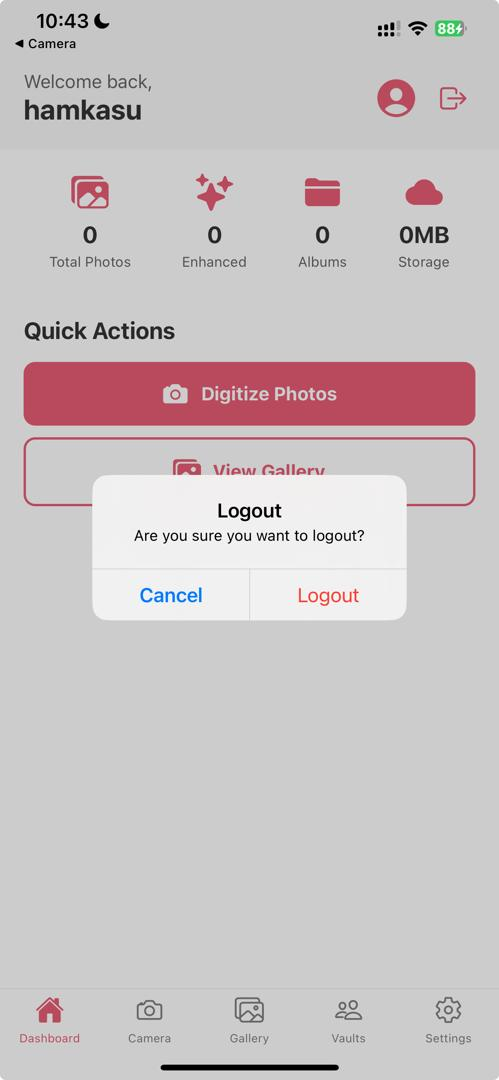 10:43
88
◀ Camera
Welcome back,
hamkasu
0
0
0
0MB
Total Photos
Enhanced
Albums
Storage
Quick Actions
Digitize Photos
View Gallery
Logout
Are you sure you want to logout?
Cancel
Logout
Dashboard
Camera
Gallery
Vaults
Settings